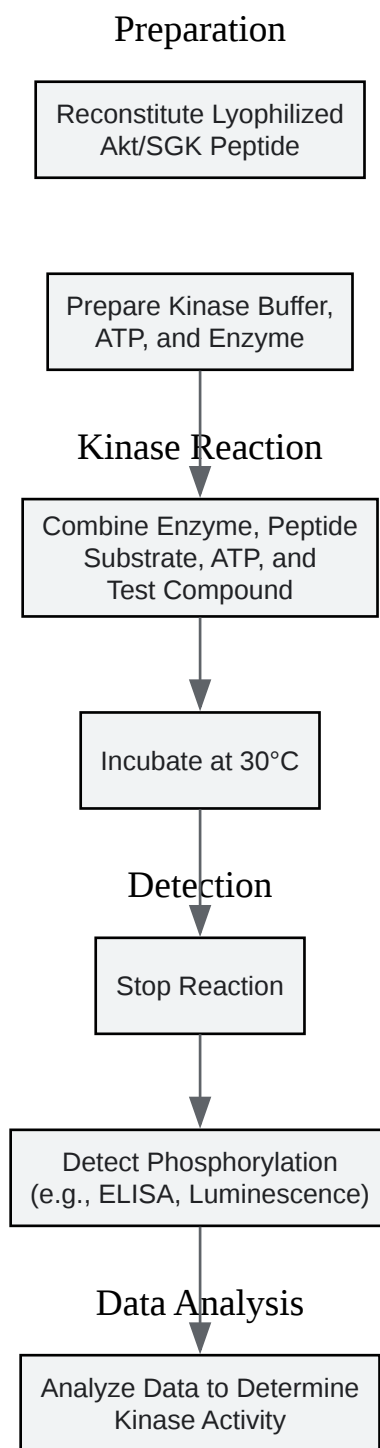 Preparation
Reconstitute Lyophilized
Akt/SGK Peptide
Prepare Kinase Buffer,
ATP, and Enzyme
Kinase Reaction
Combine Enzyme, Peptide
Substrate, ATP, and
Test Compound
Incubate at 30°C
Detection
Stop Reaction
Detect Phosphorylation
(e.g., ELISA, Luminescence)
Data Analysis
Analyze Data to Determine
Kinase Activity